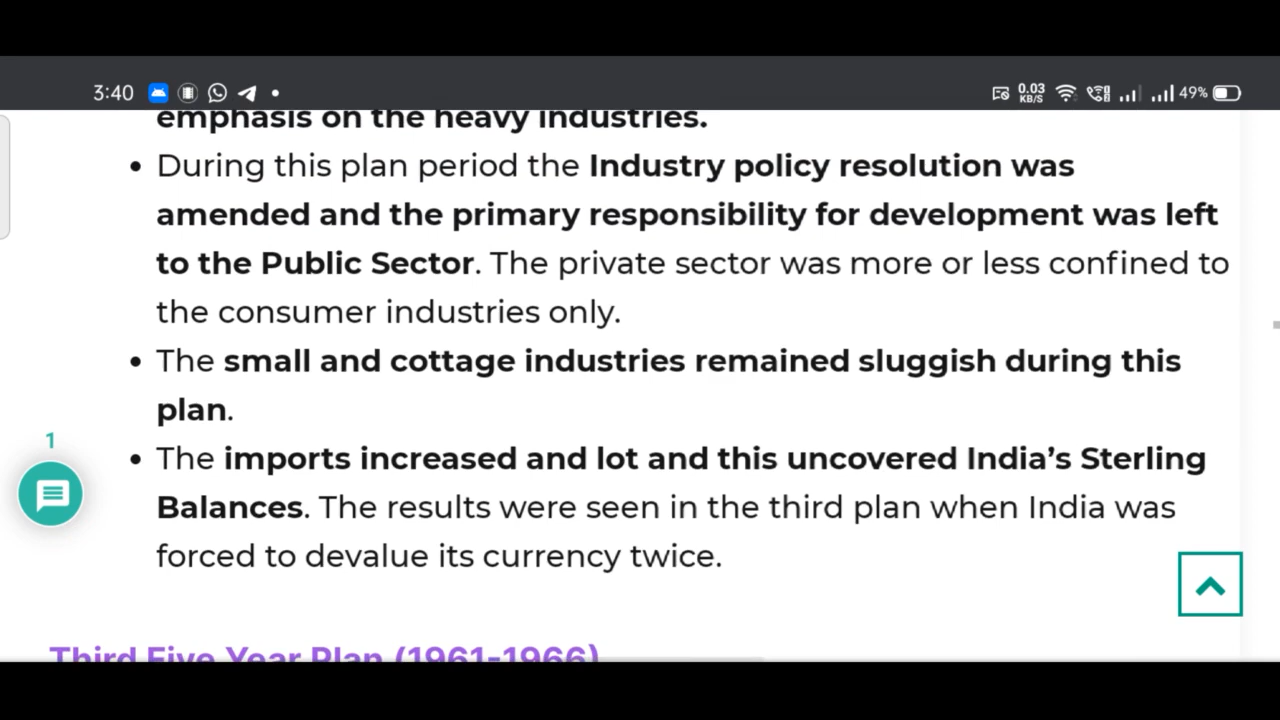 3:40 0.03 KB/S 49%
emphasis on the heavy industries.
• During this plan period the Industry policy resolution was
amended and the primary responsibility for development was left
to the Public Sector. The private sector was more or less confined to
the consumer industries only.
• The small and cottage industries remained sluggish during this
plan.
1
• The imports increased and lot and this uncovered India’s Sterling
Balances. The results were seen in the third plan when India was
forced to devalue its currency twice.
Third Five Year Plan (1961-1966)